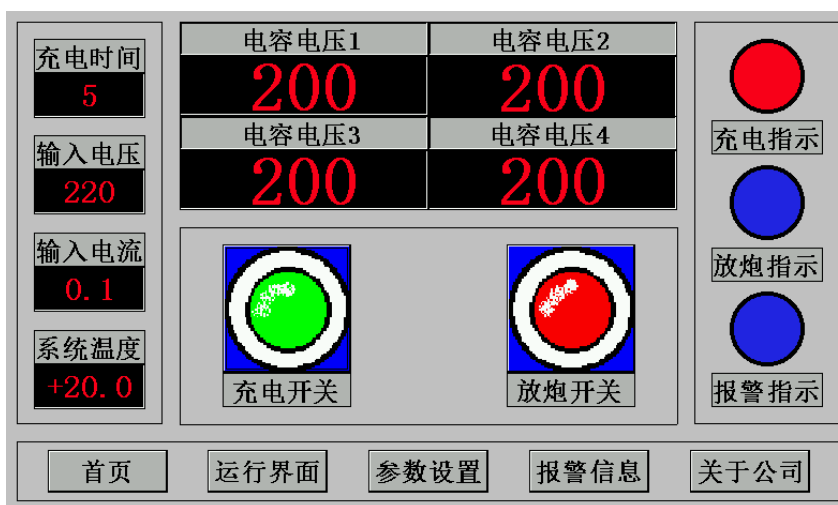 充电时间
5
输入电压
220
输入电流
0.1
系统温度
+20.0
电容电压1 电容电压2
200 200
电容电压3 电容电压4
200 200
充电开关 放炮开关
充电指示
放炮指示
报警指示
首页 运行界面 参数设置 报警信息 关于公司